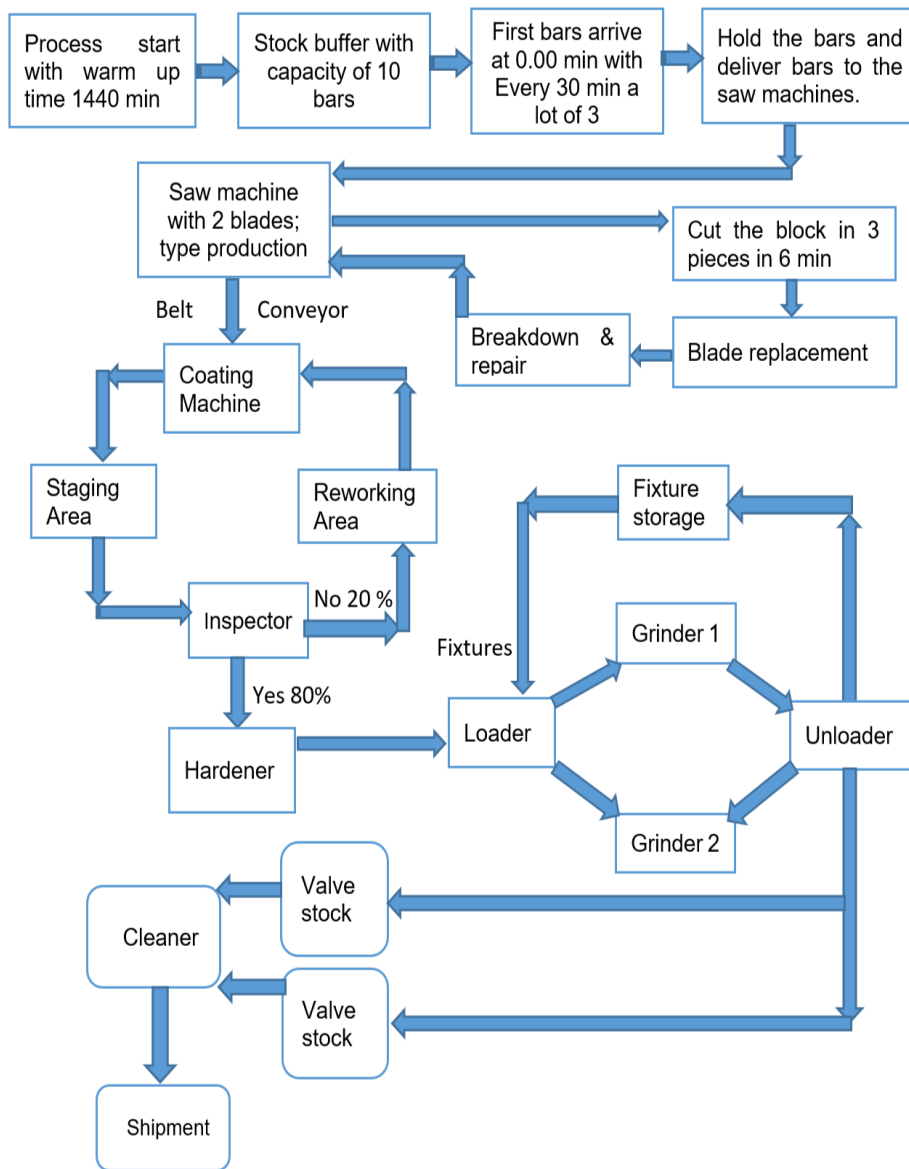 Process start
with warm up
time 1440 min
Stock buffer with
capacity of 10
bars
First bars arrive
at 0.00 min with
Every 30 min a
lot of 3
Hold the bars and
deliver bars to the
saw machines.
Saw machine
with 2 blades;
type production
Cut the block in 3
pieces in 6 min
Belt Conveyor
Breakdown &
repair
Blade replacement
Coating
Machine
Staging
Area
Reworking
Area
Fixture
storage
Inspector
No 20 %
Yes 80%
Fixtures
Grinder 1
Hardener
Loader
Unloader
Grinder 2
Valve
stock
Cleaner
Valve
stock
Shipment